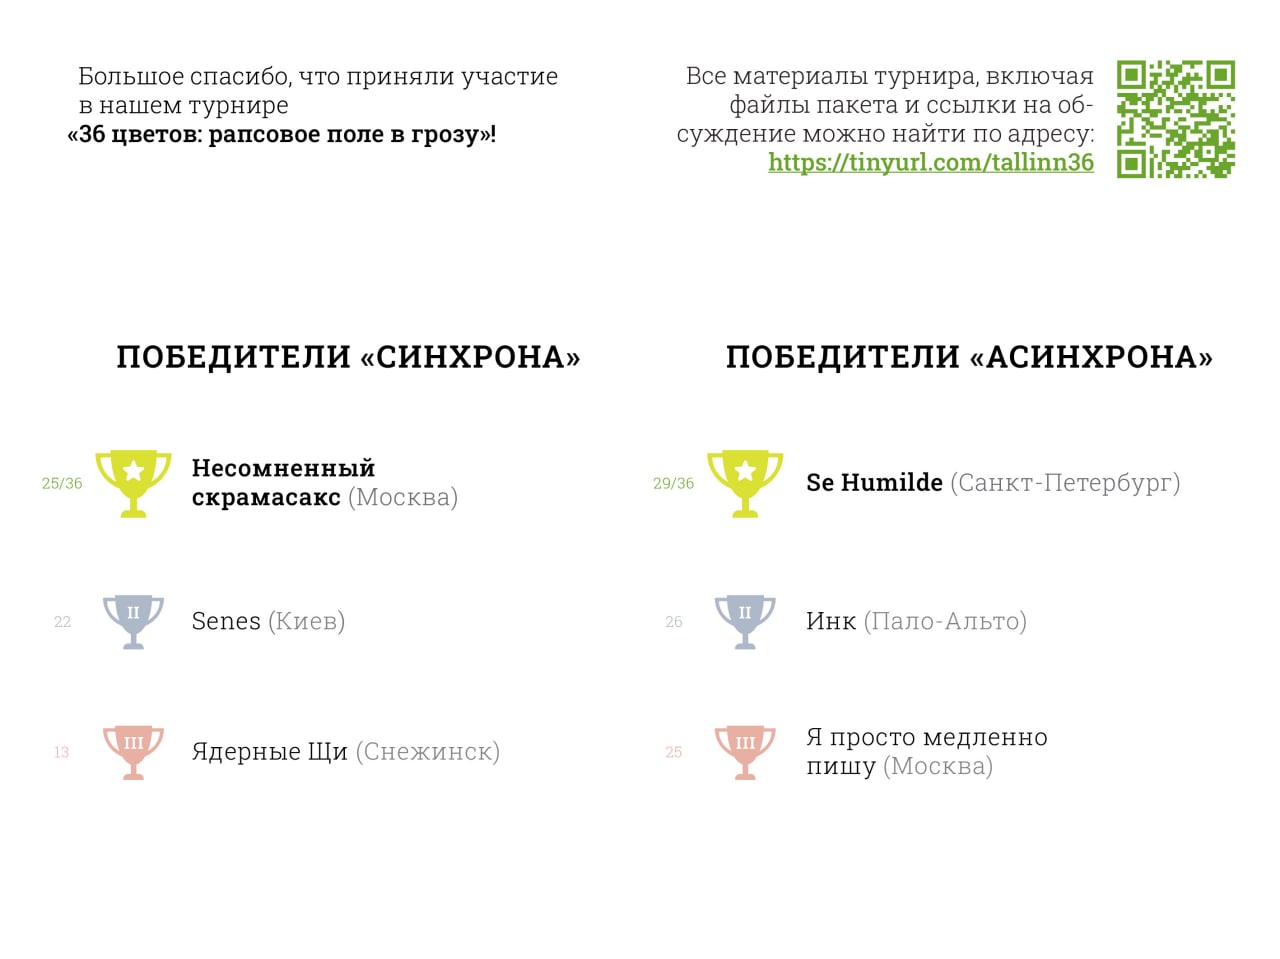 Большое спасибо, что приняли участие
в нашем турнире
«36 цветов: рапсовое поле в грозу»!
Все материалы турнира, включая
файлы пакета и ссылки на об-
суждение можно найти по адресу:
https://tinyurl.com/tallinn36
ПОБЕДИТЕЛИ «СИНХРОНА»
25/36
Несомненный
скрамасакс (Москва)
22
II
Senes (Киев)
13
III
Ядерные Щи (Снежинск)
ПОБЕДИТЕЛИ «АСИНХРОНА»
29/36
Se Humilde (Санкт-Петербург)
26
II
Инк (Пало-Альто)
25
III
Я просто медленно
пишу (Москва)